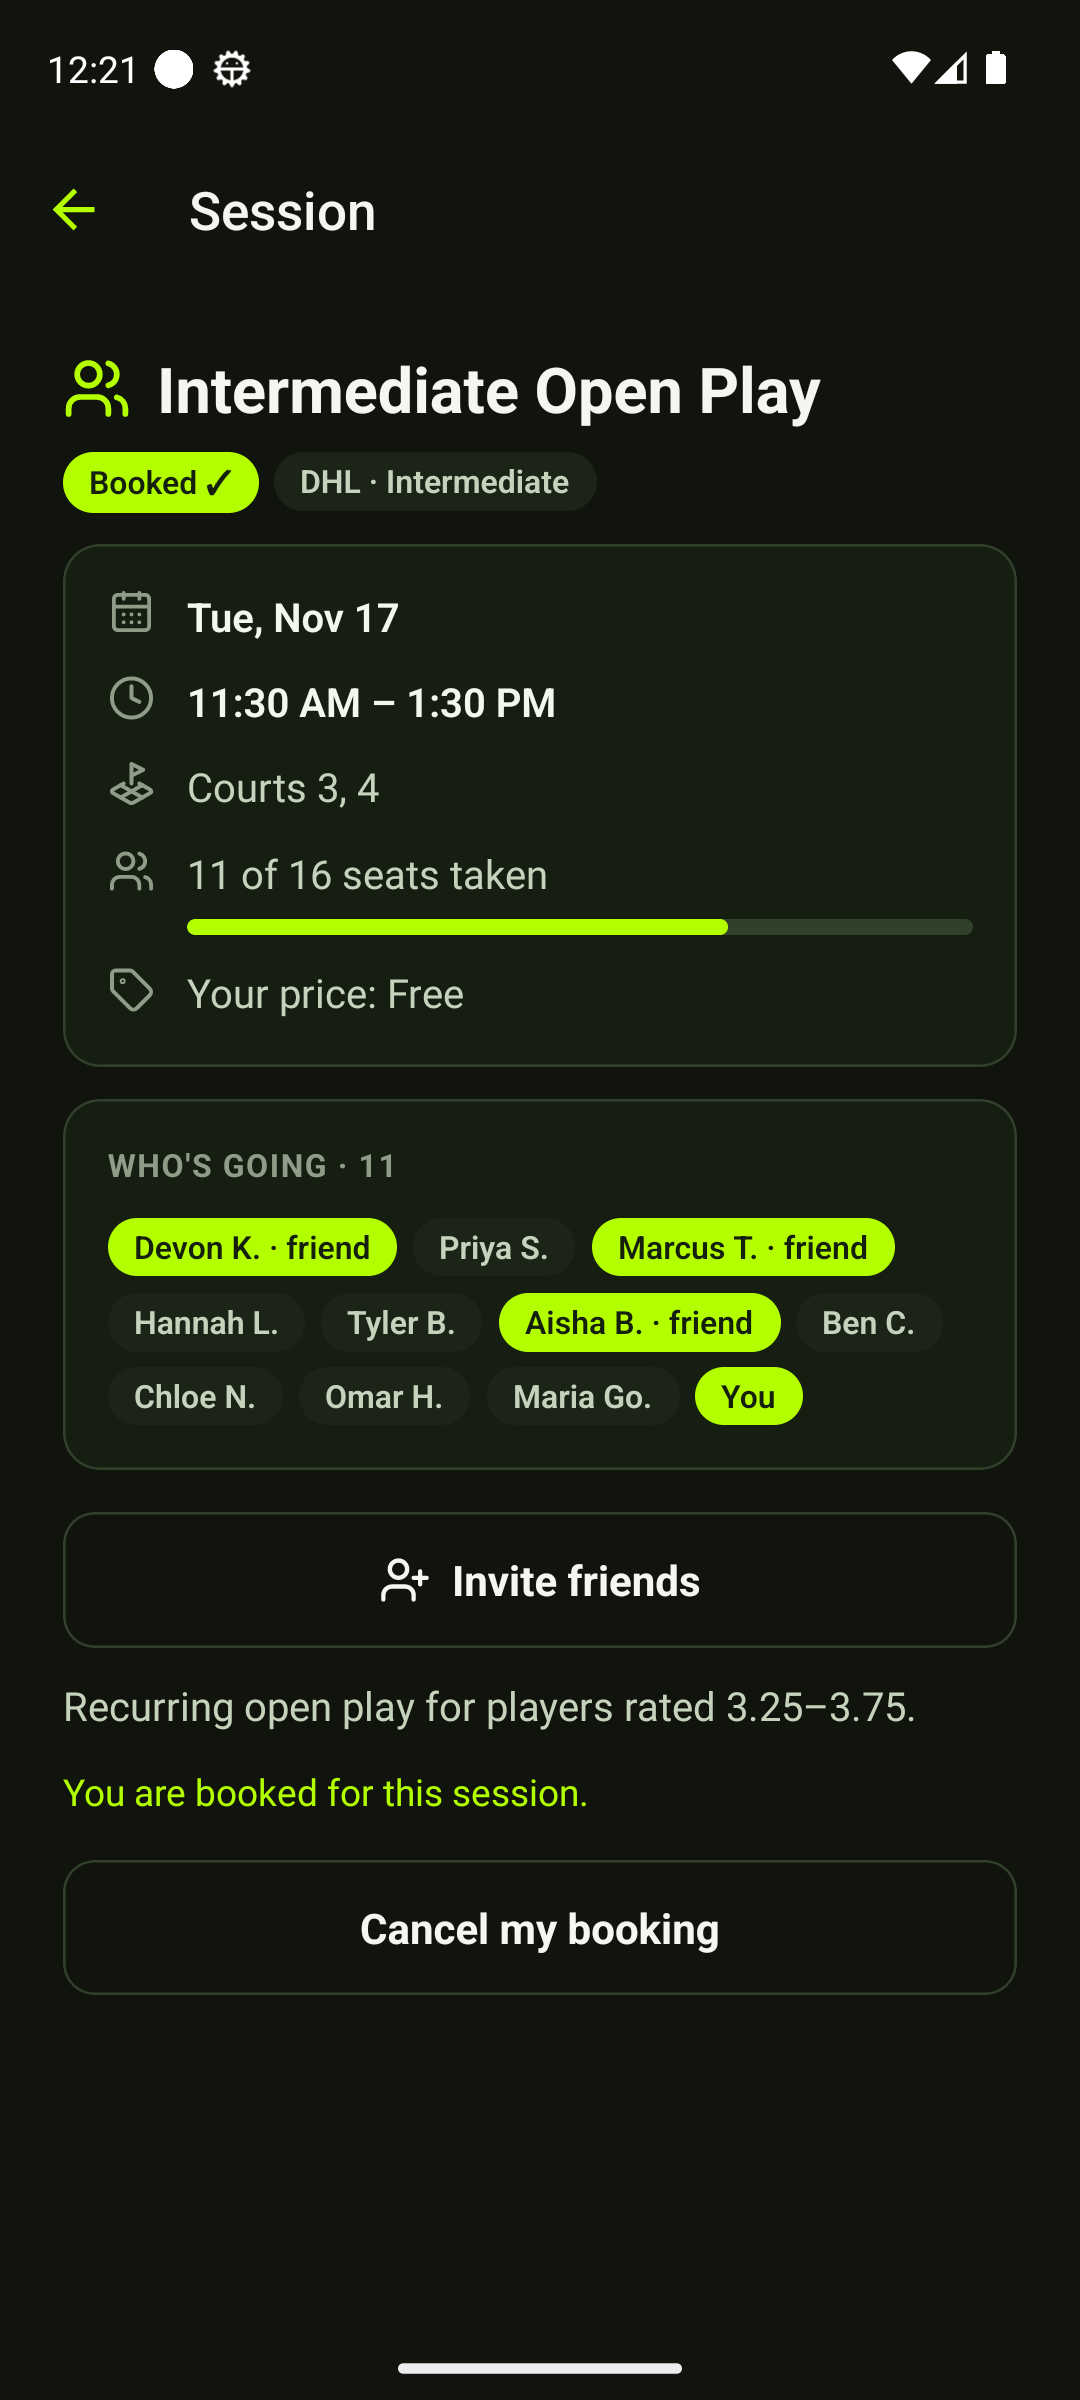 12:21
Session
Intermediate Open Play
Booked ✓ DHL · Intermediate
Tue, Nov 17
11:30 AM – 1:30 PM
Courts 3, 4
11 of 16 seats taken
Your price: Free
WHO'S GOING · 11
Devon K. · friend Priya S. Marcus T. · friend
Hannah L. Tyler B. Aisha B. · friend Ben C.
Chloe N. Omar H. Maria Go. You
Invite friends
Recurring open play for players rated 3.25–3.75.
You are booked for this session.
Cancel my booking